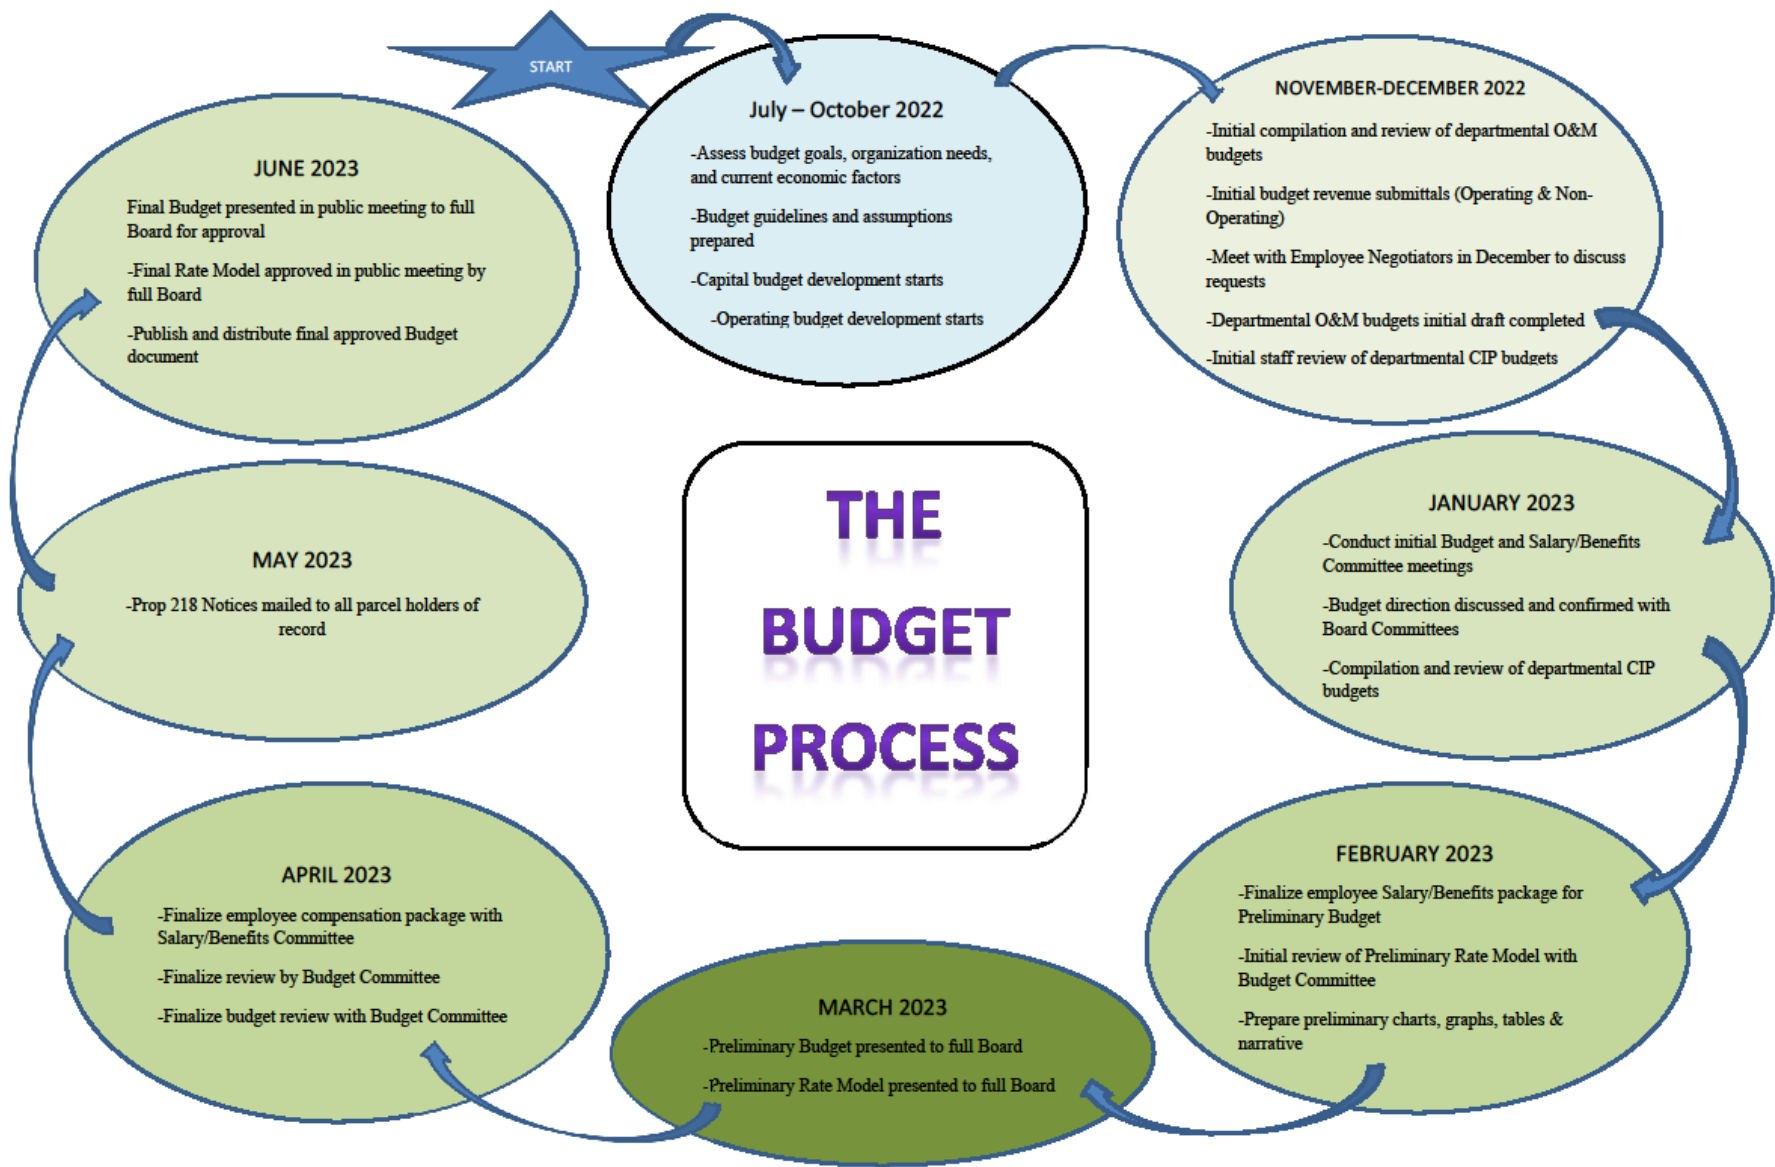 START
July – October 2022
-Assess budget goals, organization needs,
and current economic factors
-Budget guidelines and assumptions
prepared
-Capital budget development starts
-Operating budget development starts
NOVEMBER-DECEMBER 2022
-Initial compilation and review of departmental O&M
budgets
-Initial budget revenue submittals (Operating & Non-
Operating)
-Meet with Employee Negotiators in December to discuss
requests
-Departmental O&M budgets initial draft completed
-Initial staff review of departmental CIP budgets
JANUARY 2023
-Conduct initial Budget and Salary/Benefits
Committee meetings
-Budget direction discussed and confirmed with
Board Committees
-Compilation and review of departmental CIP
budgets
FEBRUARY 2023
-Finalize employee Salary/Benefits package for
Preliminary Budget
-Initial review of Preliminary Rate Model with
Budget Committee
-Prepare preliminary charts, graphs, tables &
narrative
MARCH 2023
-Preliminary Budget presented to full Board
-Preliminary Rate Model presented to full Board
APRIL 2023
-Finalize employee compensation package with
Salary/Benefits Committee
-Finalize review by Budget Committee
-Finalize budget review with Budget Committee
MAY 2023
-Prop 218 Notices mailed to all parcel holders of
record
JUNE 2023
Final Budget presented in public meeting to full
Board for approval
-Final Rate Model approved in public meeting by
full Board
-Publish and distribute final approved Budget
document
THE
BUDGET
PROCESS